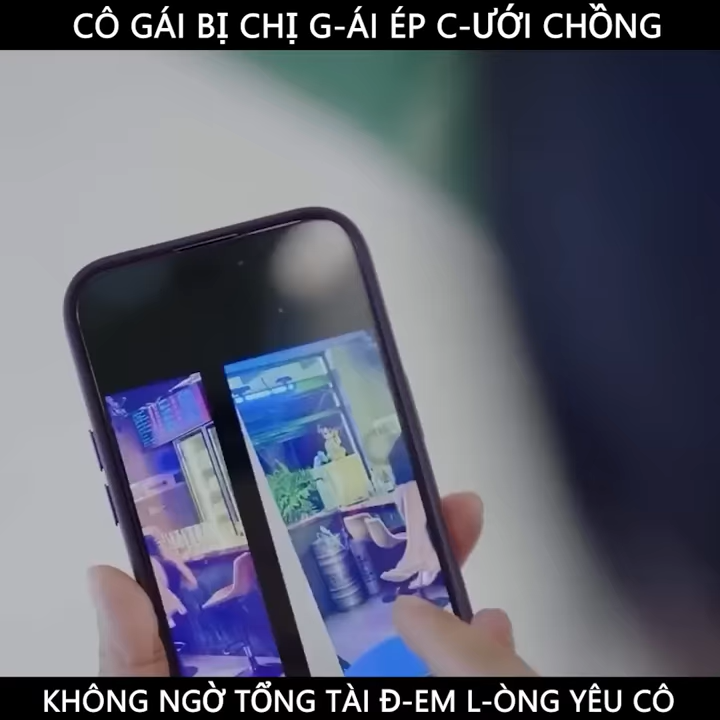 CÔ GÁI BỊ CHỊ G-ÁI ÉP C-ƯỚI CHỒNG
KHÔNG NGỜ TỔNG TÀI Đ-EM L-ÒNG YÊU CÔ